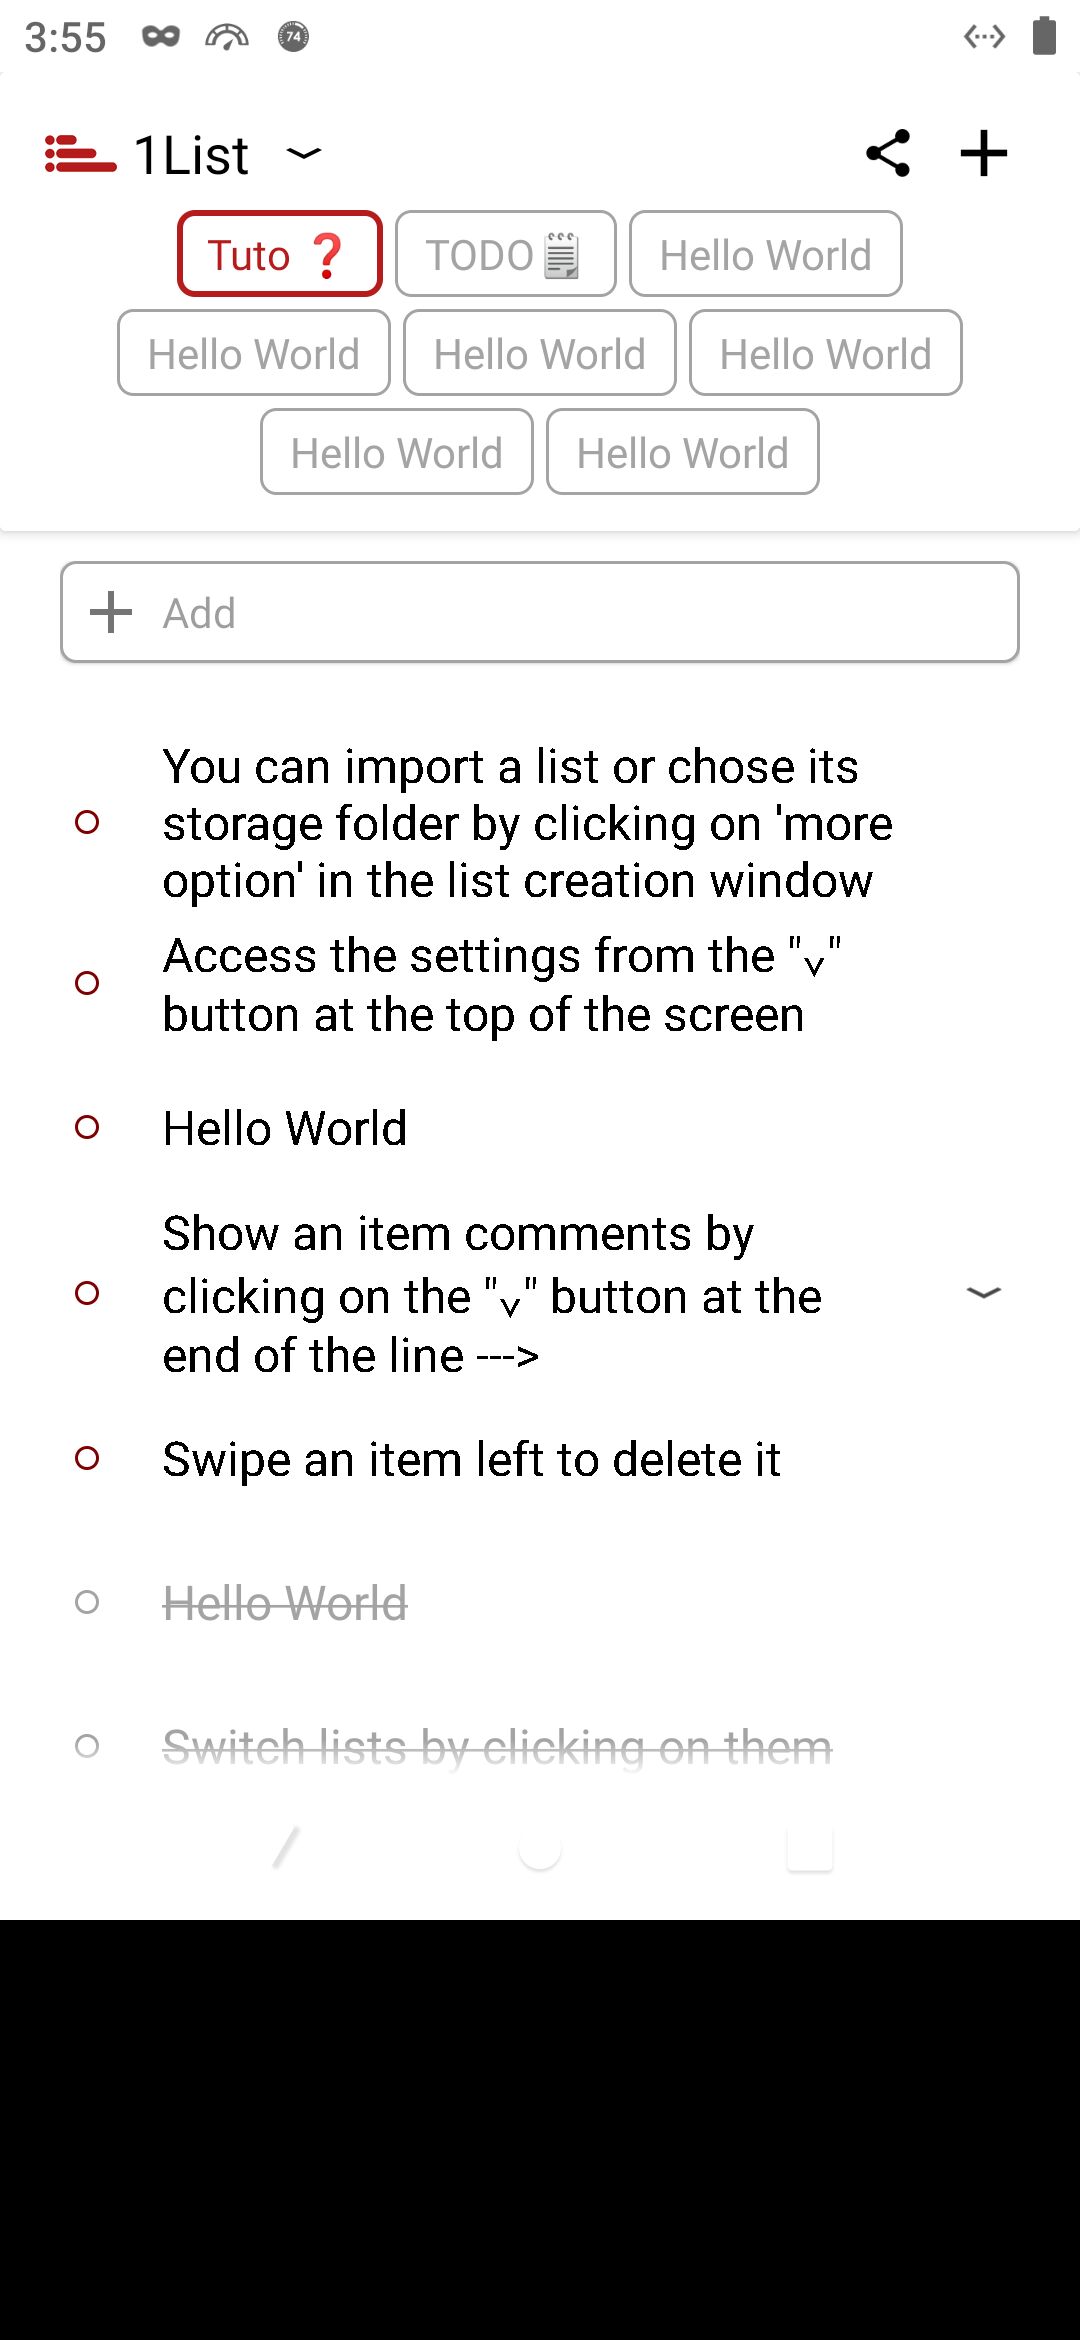 3:55
74
1List
Tuto ❓
TODO🗒
Hello World
Hello World
Hello World
Hello World
Hello World
Hello World
Add
You can import a list or chose its
storage folder by clicking on 'more
option' in the list creation window
Access the settings from the "˅"
button at the top of the screen
Hello World
Show an item comments by
clicking on the "˅" button at the
end of the line --->
Swipe an item left to delete it
Hello World
Switch lists by clicking on them